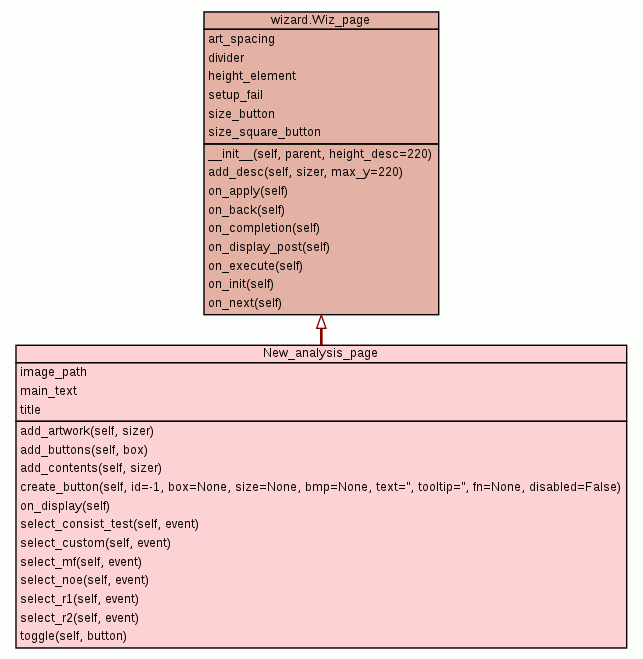 wizard.Wiz_page
art_spacing
divider
height_element
setup_fail
size_button
size_square_button
__init__(self, parent, height_desc=220)
add_desc(self, sizer, max_y=220)
on_apply(self)
on_back(self)
on_completion(self)
on_display_post(self)
on_execute(self)
on_init(self)
on_next(self)
New_analysis_page
image_path
main_text
title
add_artwork(self, sizer)
add_buttons(self, box)
add_contents(self, sizer)
create_button(self, id=-1, box=None, size=None, bmp=None, text='', tooltip='', fn=None, disabled=False)
on_display(self)
select_consist_test(self, event)
select_custom(self, event)
select_mf(self, event)
select_noe(self, event)
select_r1(self, event)
select_r2(self, event)
toggle(self, button)